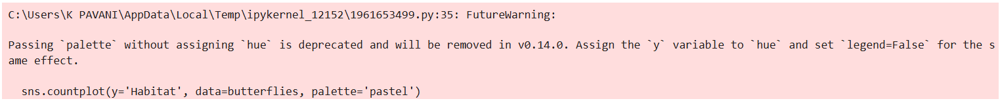 C:\Users\K PAVANI\AppData\Local\Temp\ipykernel_12152\1961653499.py:35: FutureWarning:
Passing `palette` without assigning `hue` is deprecated and will be removed in v0.14.0. Assign the `y` variable to `hue` and set `legend=False` for the s
ame effect.
sns.countplot(y='Habitat', data=butterflies, palette='pastel')